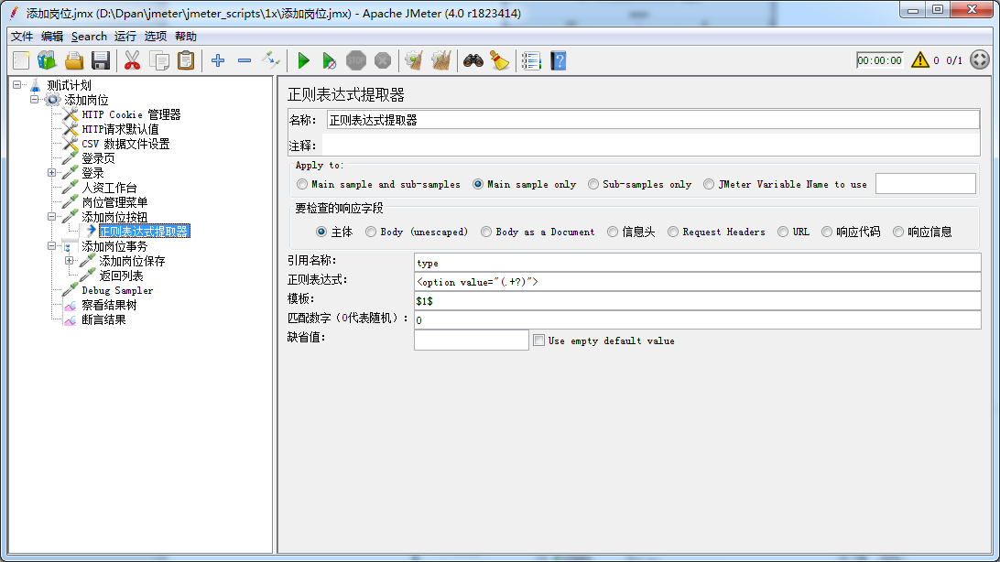 添加岗位.jmx (D:\Dpan\jmeter\jmeter_scripts\1x\添加岗位.jmx) - Apache JMeter (4.0 r1823414)
文件 编辑 Search 运行 选项 帮助
STOP 00:00:00 0 0/1
测试计划
添加岗位
HTTP Cookie 管理器
HTTP请求默认值
CSV 数据文件设置
登录页
登录
人资工作台
岗位管理菜单
添加岗位按钮
正则表达式提取器
添加岗位事务
添加岗位保存
返回列表
Debug Sampler
察看结果树
断言结果
正则表达式提取器
名称： 正则表达式提取器
注释：
Apply to:
Main sample and sub-samples Main sample only Sub-samples only JMeter Variable Name to use
要检查的响应字段
主体 Body (unescaped) Body as a Document 信息头 Request Headers URL 响应代码 响应信息
引用名称： type
正则表达式： <option value="(.+?)">
模板： $1$
匹配数字（0代表随机）： 0
缺省值： Use empty default value